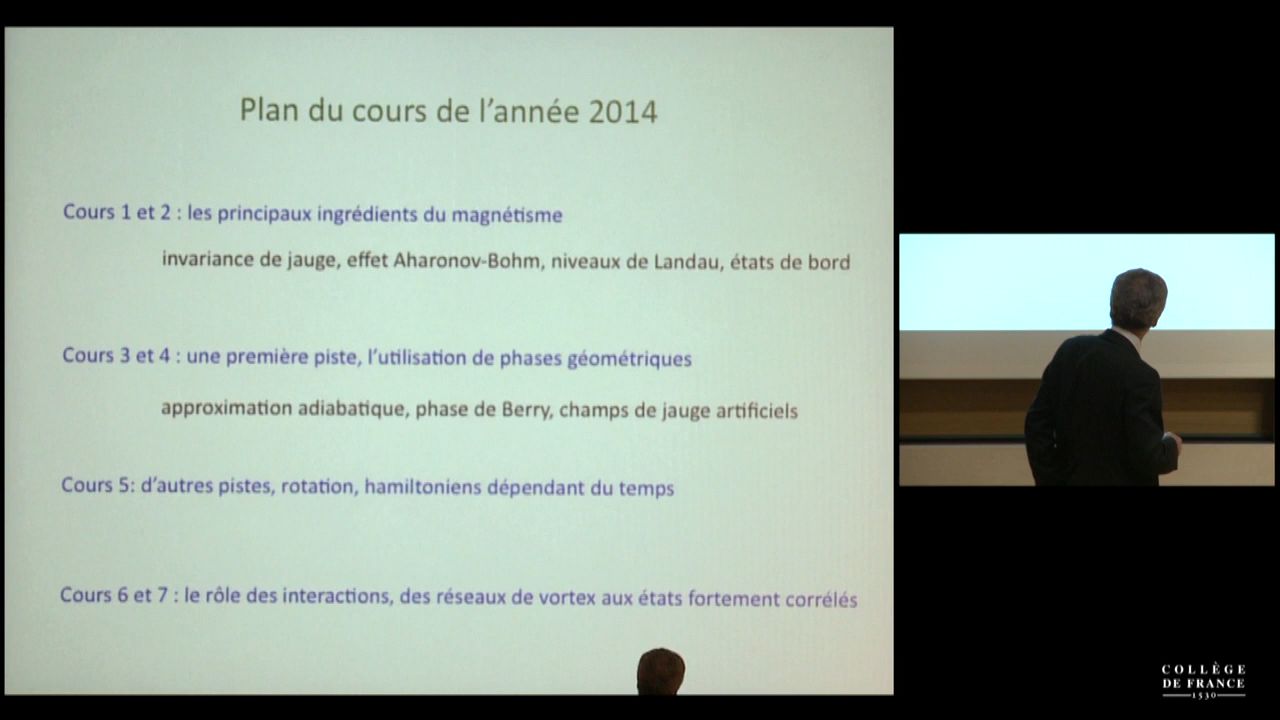 Plan du cours de l'année 2014
Cours 1 et 2 : les principaux ingrédients du magnétisme
invariance de jauge, effet Aharonov-Bohm, niveaux de Landau, états de bord
Cours 3 et 4 : une première piste, l'utilisation de phases géométriques
approximation adiabatique, phase de Berry, champs de jauge artificiels
Cours 5: d'autres pistes, rotation, hamiltoniens dépendant du temps
Cours 6 et 7 : le rôle des interactions, des réseaux de vortex aux états fortement corrélés
COLLÈGE
DE FRANCE
1530